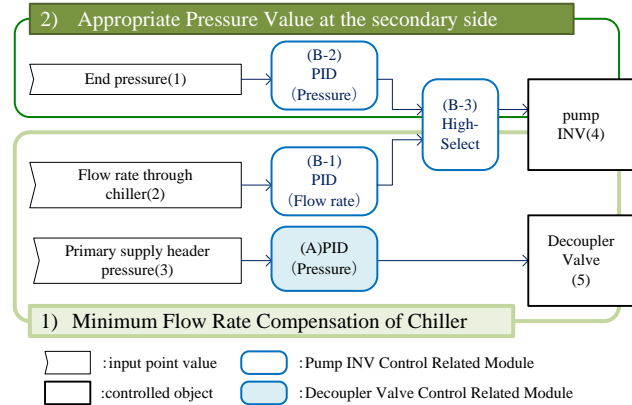 2) Appropriate Pressure Value at the secondary side
End pressure(1)
(B-2)
PID
（Pressure）
(B-3)
High-
Select
pump
INV(4)
Flow rate through
chiller(2)
(B-1)
PID
(Flow rate)
Primary supply header
pressure(3)
(A)PID
（Pressure）
Decoupler
Valve
(5)
1) Minimum Flow Rate Compensation of Chiller
:input point value
:Pump INV Control Related Module
:controlled object
:Decoupler Valve Control Related Module